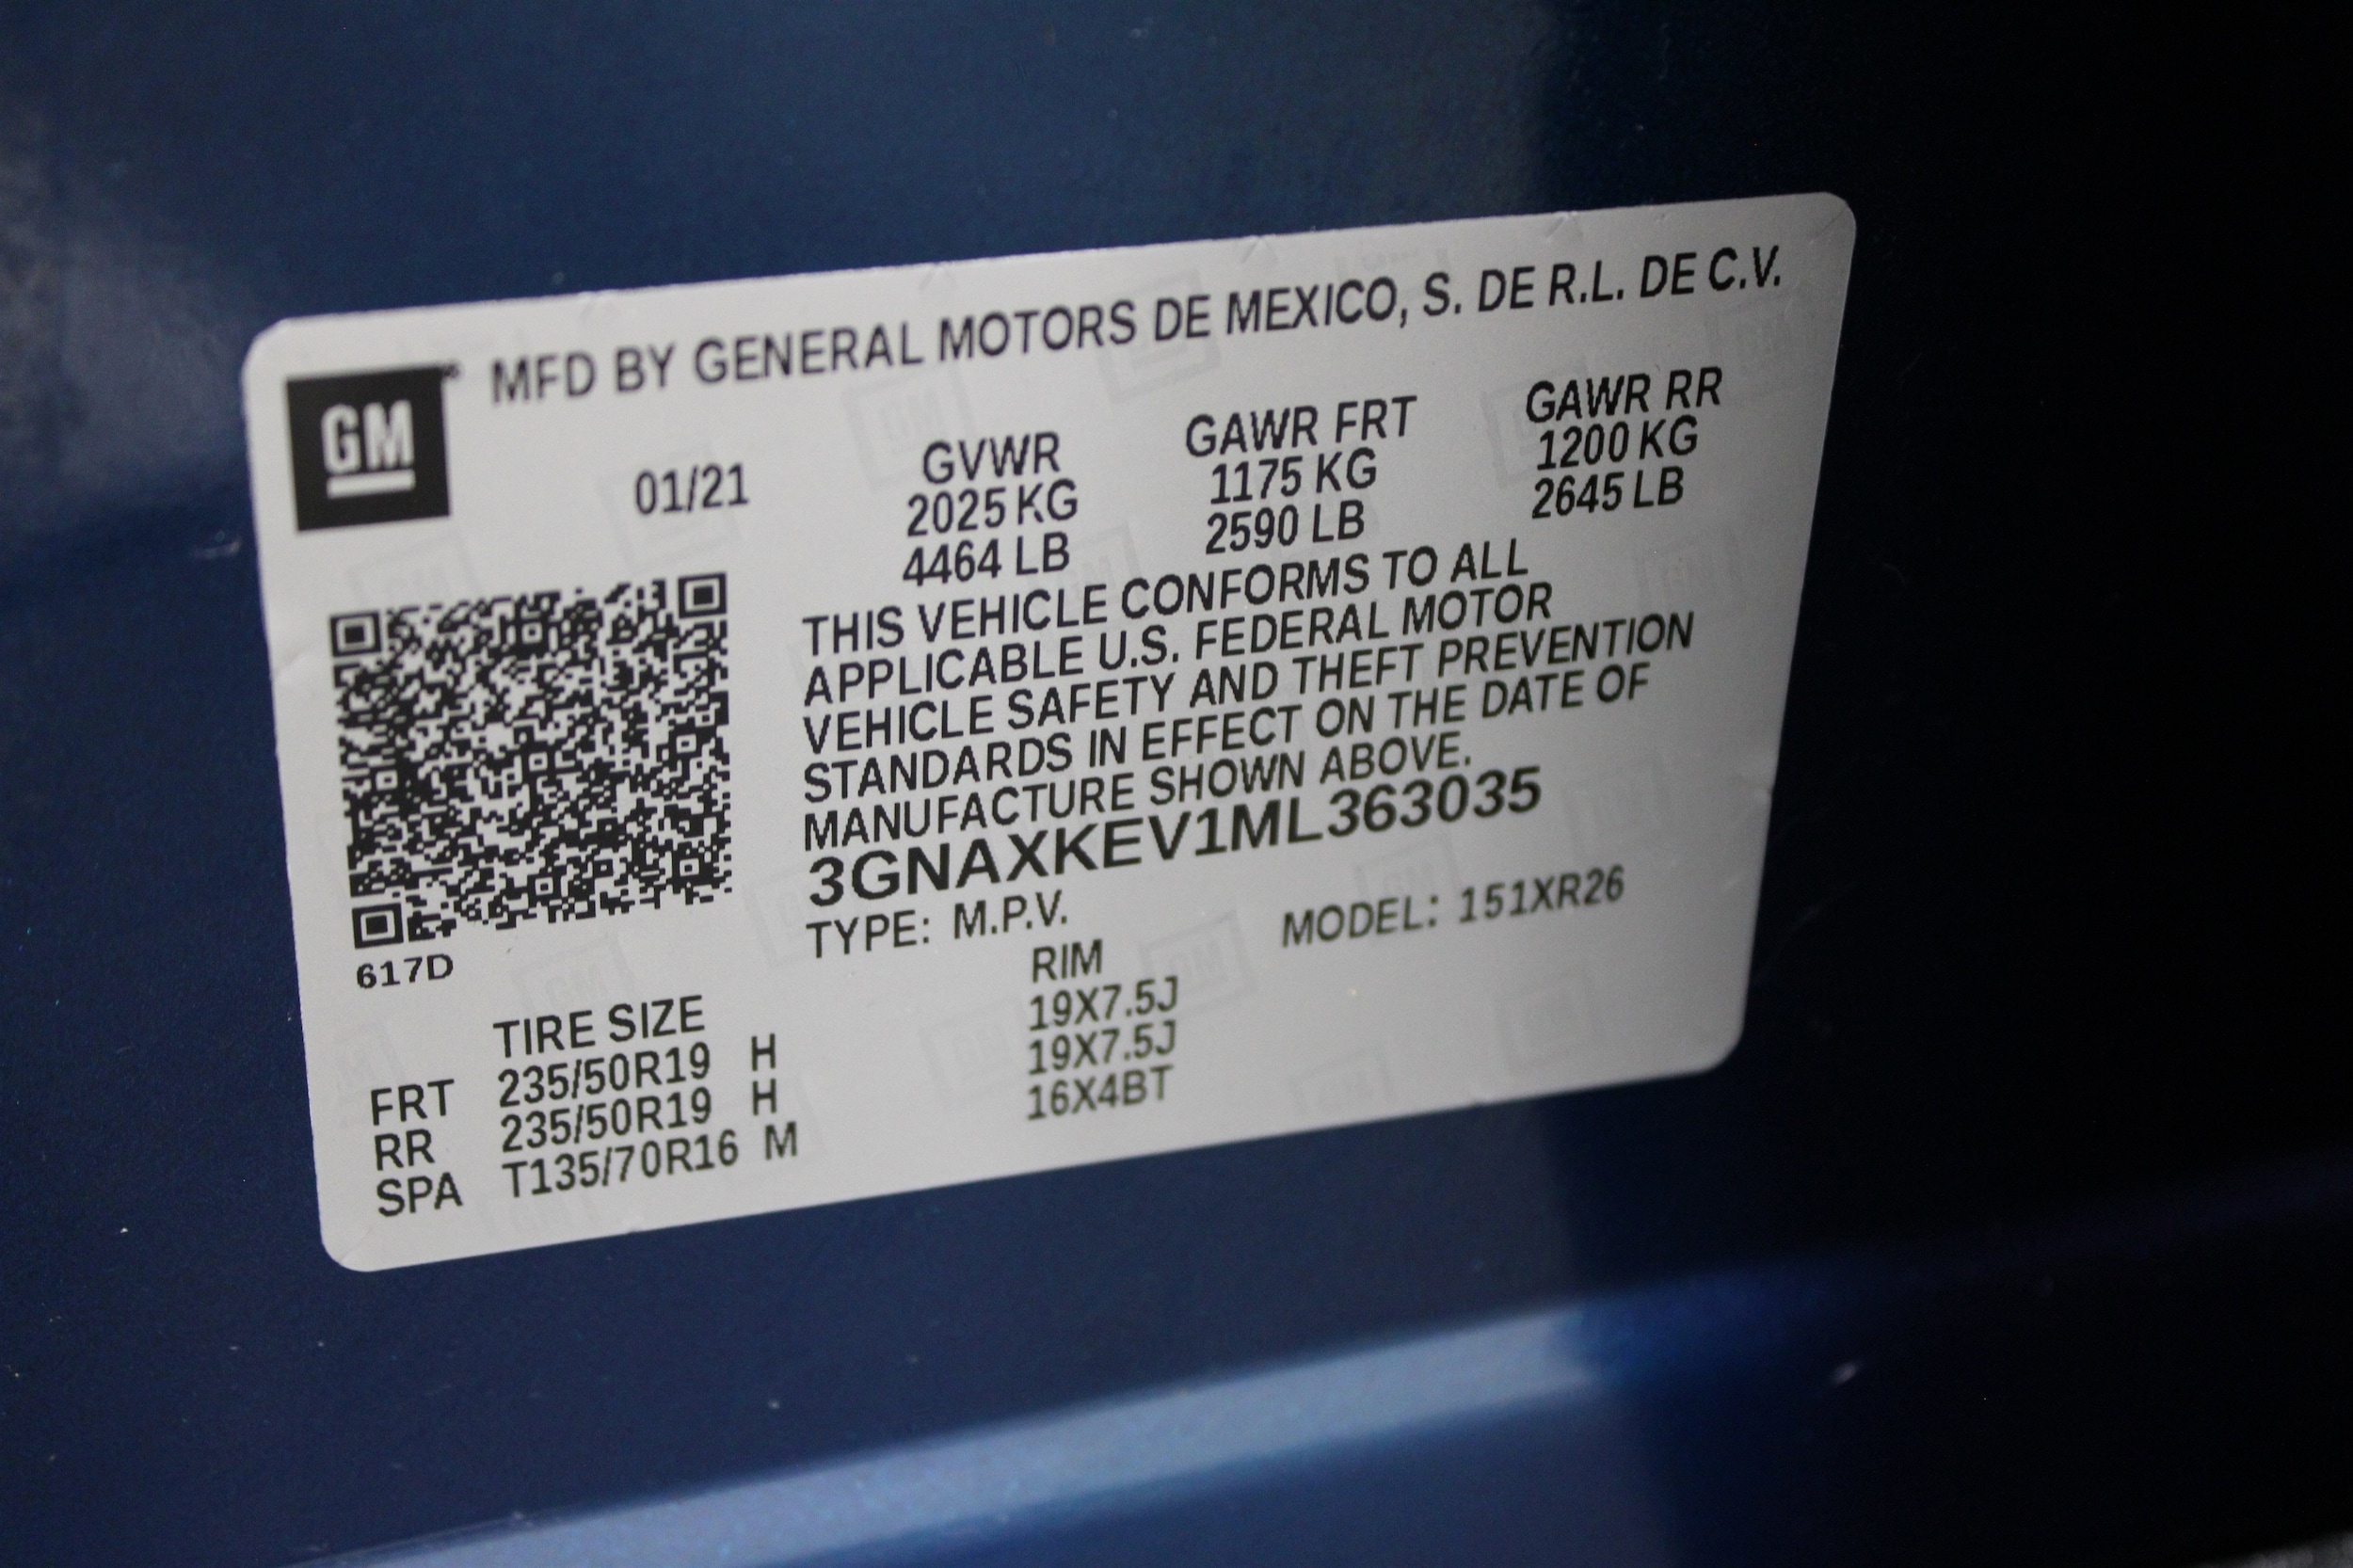 GM
MFD BY GENERAL MOTORS DE MEXICO, S. DE R.L. DE C.V.
01/21
GVWR GAWR FRT GAWR RR
2025 KG 1175 KG 1200 KG
4464 LB 2590 LB 2645 LB
THIS VEHICLE CONFORMS TO ALL
APPLICABLE U.S. FEDERAL MOTOR
VEHICLE SAFETY AND THEFT PREVENTION
STANDARDS IN EFFECT ON THE DATE OF
MANUFACTURE SHOWN ABOVE.
3GNAXKEV1ML363035
TYPE: M.P.V. MODEL: 151XR26
617D
TIRE SIZE RIM
FRT 235/50R19 H 19X7.5J
RR 235/50R19 H 19X7.5J
SPA T135/70R16 M 16X4BT